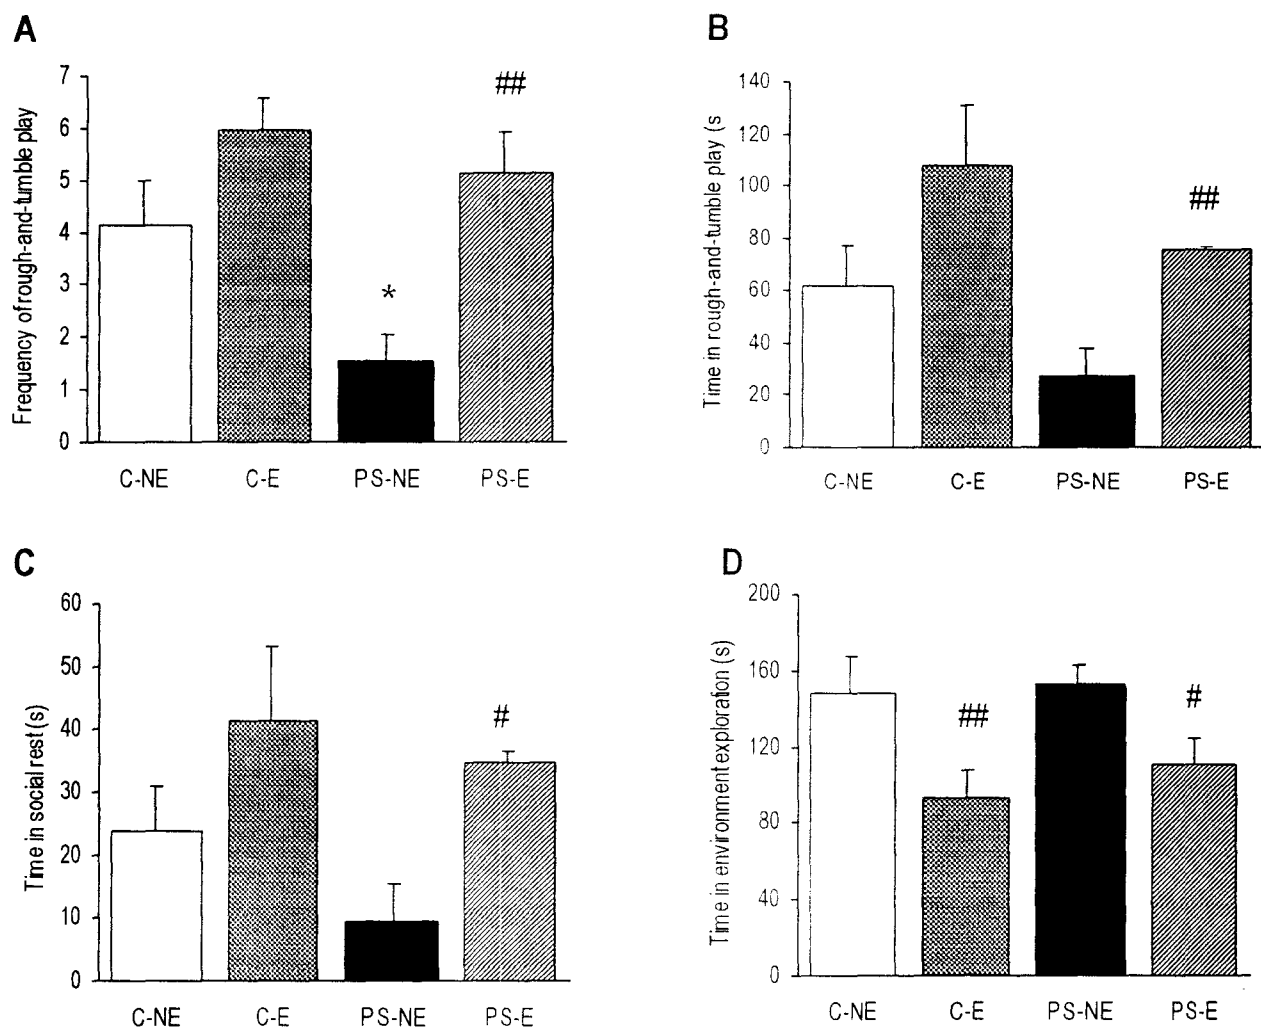 A
Frequency of rough-and-tumble play
7
6
5
4
3
2
1
0
##
*
C-NE C-E PS-NE PS-E
B
Time in rough-and-tumble play (s
140
120
100
80
60
40
20
0
##
C-NE C-E PS-NE PS-E
C
Time in social rest (s)
60
50
40
30
20
10
0
#
C-NE C-E PS-NE PS-E
D
Time in environment exploration (s)
200
160
120
80
40
0
##
#
C-NE C-E PS-NE PS-E